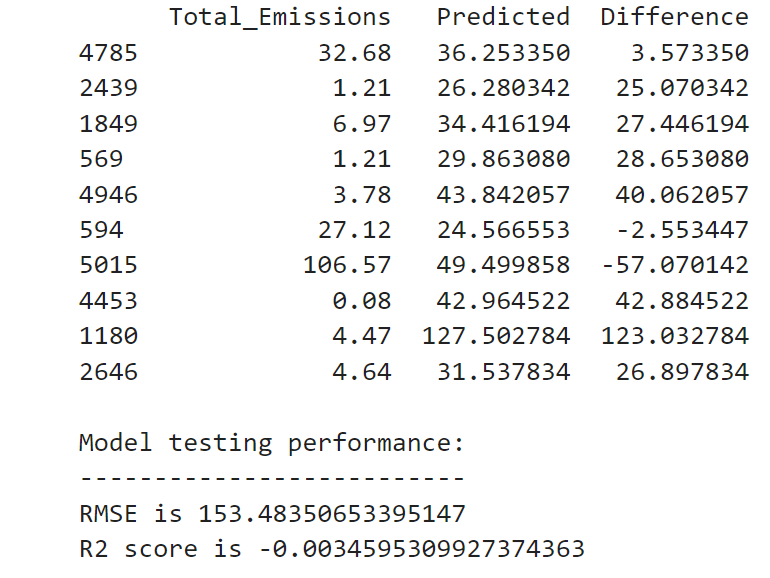 Total_Emissions Predicted Difference
4785 32.68 36.253350 3.573350
2439 1.21 26.280342 25.070342
1849 6.97 34.416194 27.446194
569 1.21 29.863080 28.653080
4946 3.78 43.842057 40.062057
594 27.12 24.566553 -2.553447
5015 106.57 49.499858 -57.070142
4453 0.08 42.964522 42.884522
1180 4.47 127.502784 123.032784
2646 4.64 31.537834 26.897834
Model testing performance:
--------------------------
RMSE is 153.48350653395147
R2 score is -0.0034595309927374363